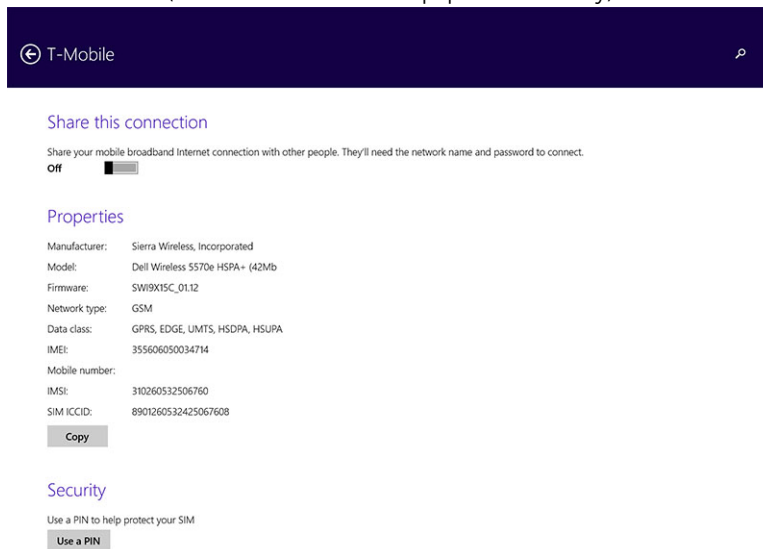 T-Mobile
Share this connection
Share your mobile broadband Internet connection with other people. They'll need the network name and password to connect.
Off
Properties
Manufacturer: Sierra Wireless, Incorporated
Model: Dell Wireless 5570e HSPA+ (42Mb
Firmware: SWI9X15C_01.12
Network type: GSM
Data class: GPRS, EDGE, UMTS, HSDPA, HSUPA
IMEI: 355606050034714
Mobile number:
IMSI: 310260532506760
SIM ICCID: 8901260532425067608
Copy
Security
Use a PIN to help protect your SIM
Use a PIN